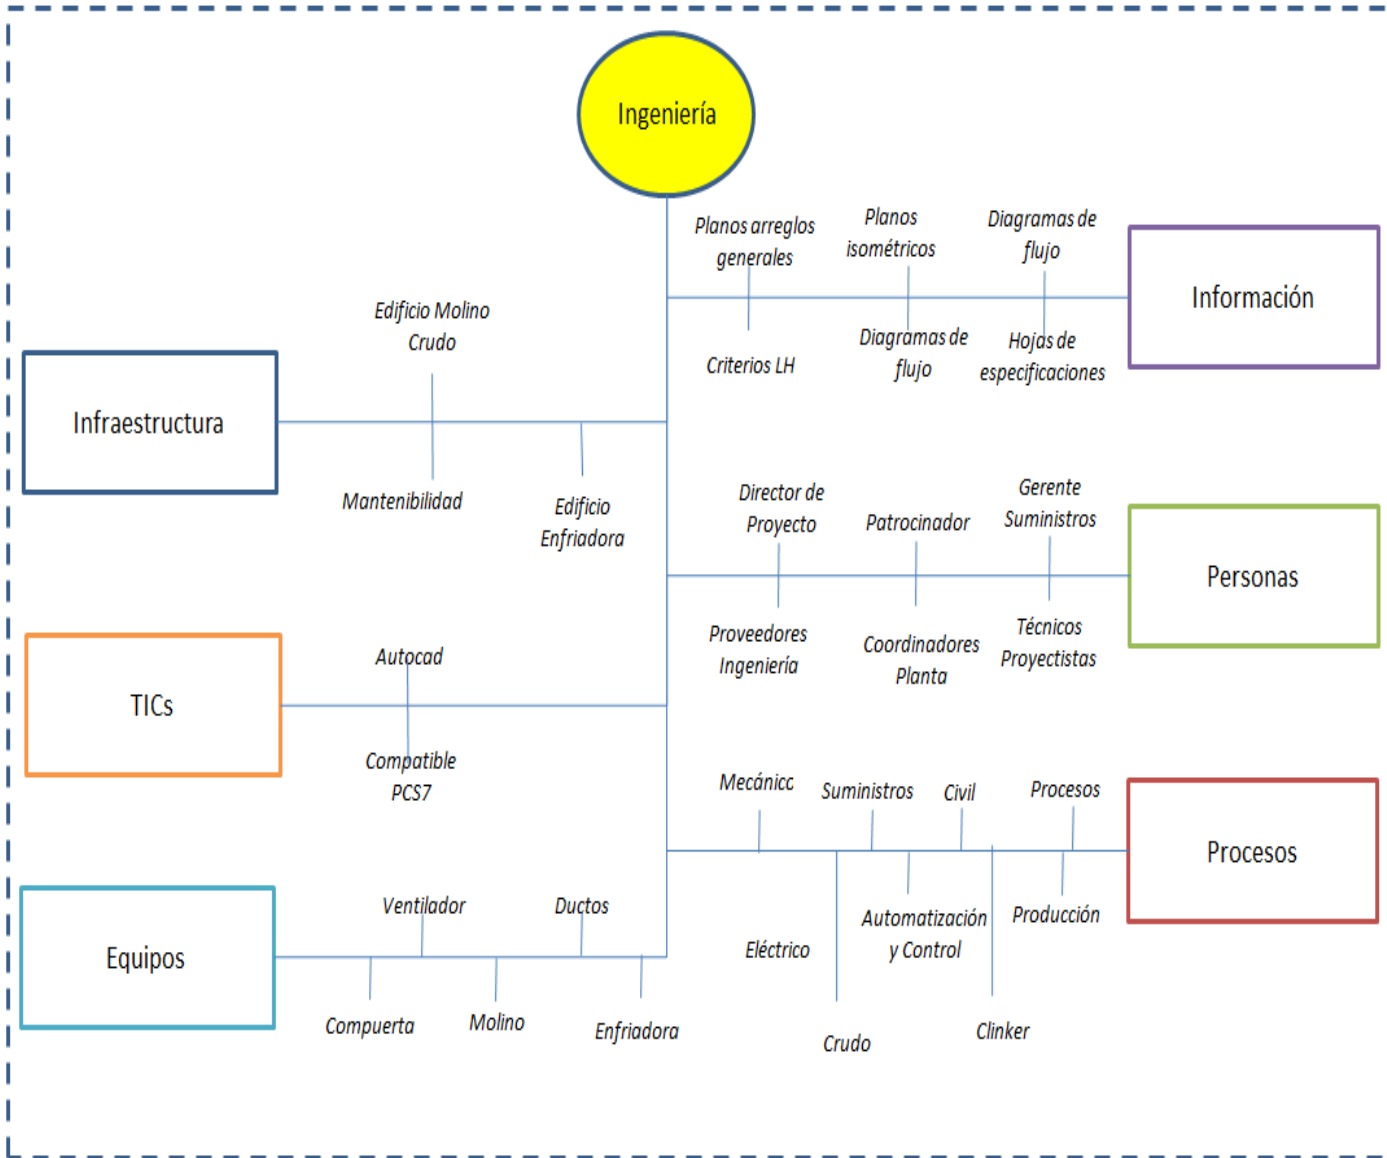 Ingeniería
Planos arreglos
generales
Planos
isométricos
Diagramas de
flujo
Información
Criterios LH
Diagramas de
flujo
Hojas de
especificaciones
Edificio Molino
Crudo
Infraestructura
Mantenibilidad
Edificio
Enfriadora
Director de
Proyecto
Patrocinador
Gerente
Suministros
Personas
Proveedores
Ingeniería
Coordinadores
Planta
Técnicos
Proyectistas
Autocad
TICs
Compatible
PCS7
Mecánico
Suministros
Civil
Procesos
Procesos
Eléctrico
Automatización
y Control
Producción
Crudo
Clinker
Ventilador
Ductos
Equipos
Compuerta
Molino
Enfriadora